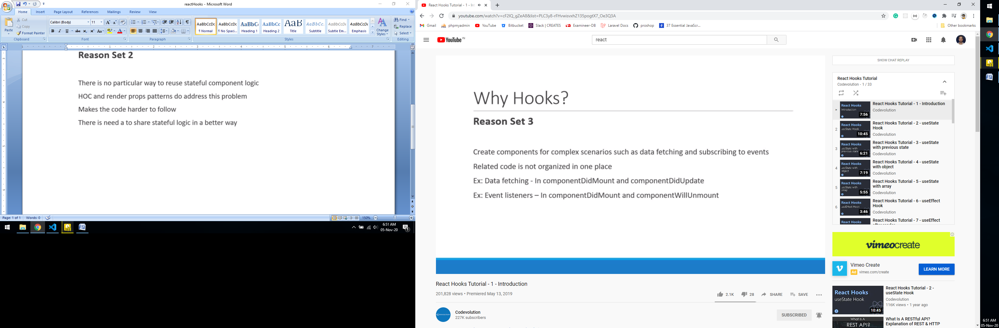 reactHooks - Microsoft Word
Home Insert Page Layout References Mailings Review View
Paste
Cut
Copy
Format Painter
Clipboard
Calibri (Body) 11
Font
Paragraph
AaBbCcDc AaBbCcDc AaBbC AaBbCc AaB AaBbCc. AaBbCcDc AaBbCcDc
¶ Normal ¶ No Spaci... Heading 1 Heading 2 Title Subtitle Subtle Em... Emphasis
Change Styles
Styles
Find
Replace
Select
Editing
Reason Set 2
There is no particular way to reuse stateful component logic
HOC and render props patterns do address this problem
Makes the code harder to follow
There is need a to share stateful logic in a better way
Page: 1 of 1 Words: 0 150%
6:51 AM
05-Nov-20
React Hooks Tutorial - 1 - In
youtube.com/watch?v=cF2lQ_gZeA8&list=PLC3y8-rFHvwisvxhZ135pogtX7_Oe3Q3A
Gmail phpmyadmin YouTube Bitbucket Slack | CREATES Examineer-DB Laravel Docs proshop 37 Essential JavaScr... Other bookmarks
YouTube IN
react
Why Hooks?
Reason Set 3
Create components for complex scenarios such as data fetching and subscribing to events
Related code is not organized in one place
Ex: Data fetching - In componentDidMount and componentDidUpdate
Ex: Event listeners – In componentDidMount and componentWillUnmount
React Hooks Tutorial - 1 - Introduction
201,828 views • Premiered May 13, 2019
2.1K 28 SHARE SAVE
Codevolution
227K subscribers
SUBSCRIBED
SHOW CHAT REPLAY
React Hooks Tutorial
Codevolution - 1 / 33
React Hooks
Introduction
7:56
React Hooks Tutorial - 1 - Introduction
Codevolution
2
React Hooks
useState Hook
10:45
React Hooks Tutorial - 2 - useState
Hook
Codevolution
3
React Hooks
useState with
previous state
6:21
React Hooks Tutorial - 3 - useState
with previous state
Codevolution
4
React Hooks
useState with
object
7:19
React Hooks Tutorial - 4 - useState
with object
Codevolution
5
React Hooks
useState with
array
5:55
React Hooks Tutorial - 5 - useState
with array
Codevolution
6
React Hooks
useEffect Hook
3:46
React Hooks Tutorial - 6 - useEffect
Hook
Codevolution
React Hooks
React Hooks Tutorial - 7 - useEffect
vimeocreate
Vimeo Create
Ad vimeo.com/create
LEARN MORE
React Hooks
useState Hook
2
10:45
React Hooks Tutorial - 2 -
useState Hook
Codevolution
116K views • 1 year ago
What Is A
REST API?
What Is A RESTful API?
Explanation of REST & HTTP
6:51 AM
05-Nov-20